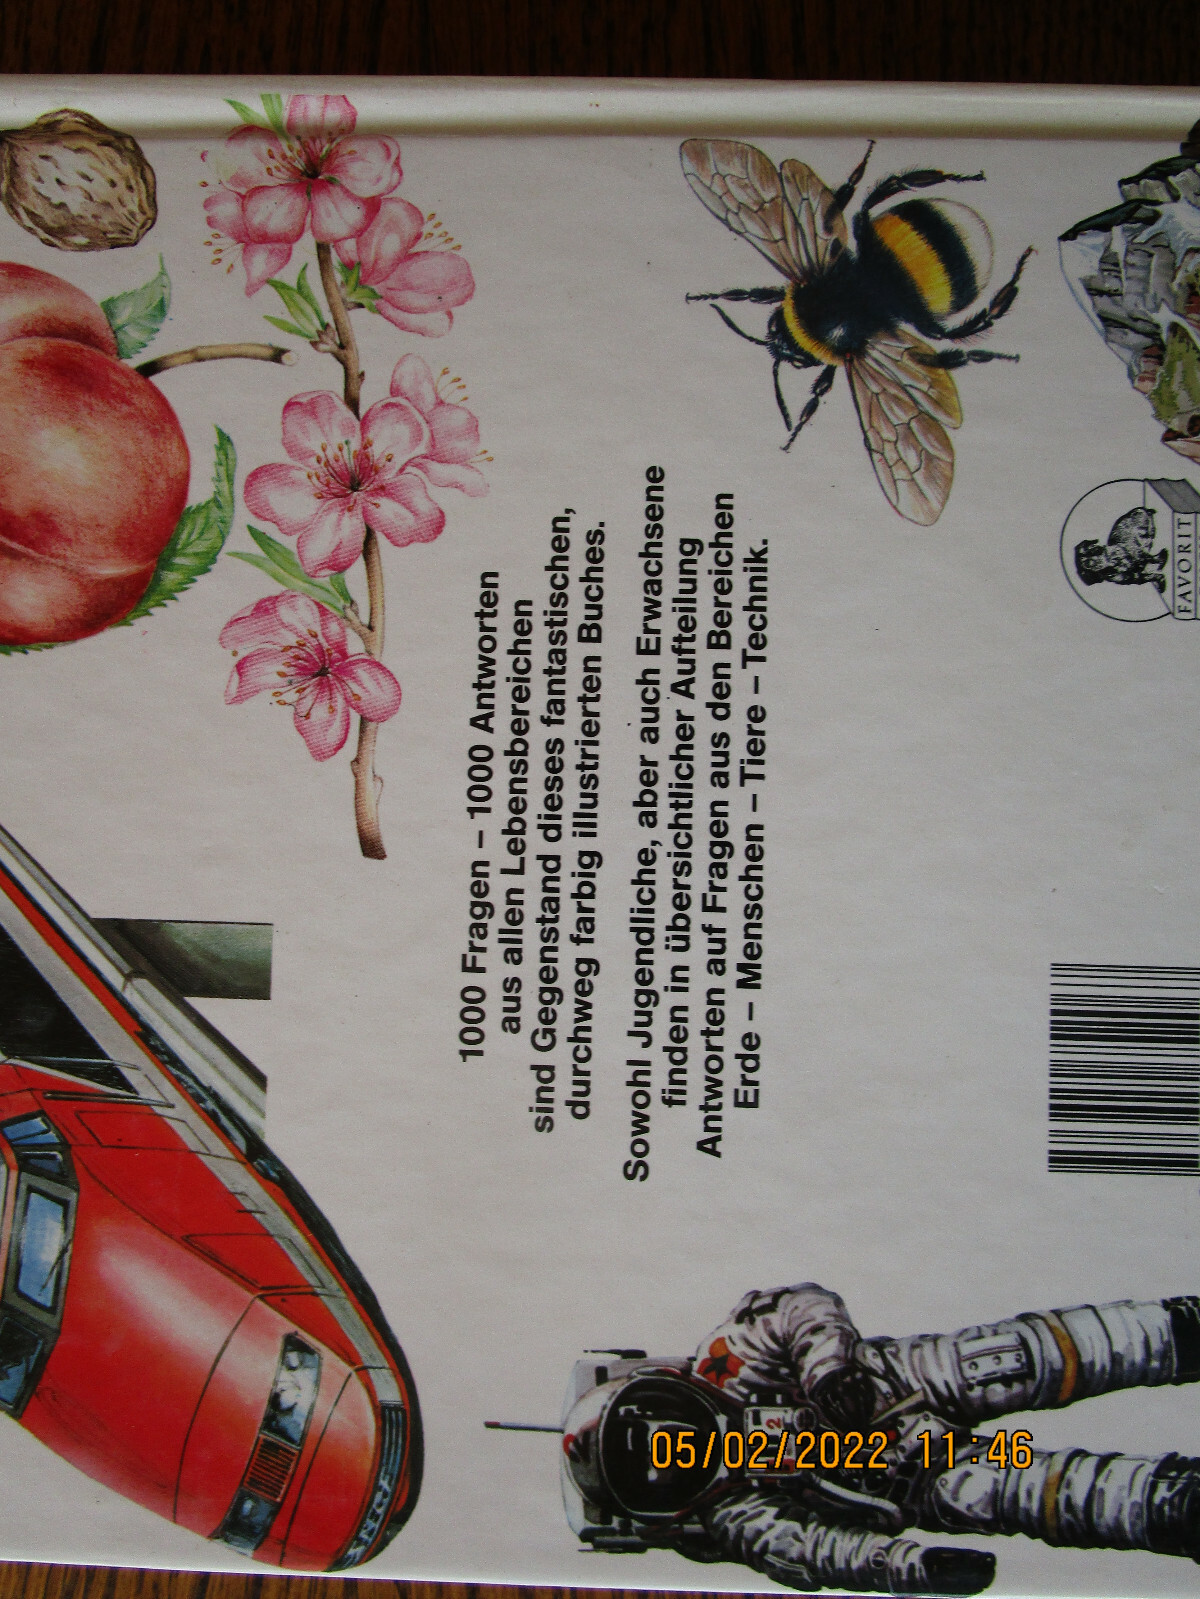 1000 Fragen – 1000 Antworten
aus allen Lebensbereichen
sind Gegenstand dieses fantastischen,
durchweg farbig illustrierten Buches.
Sowohl Jugendliche, aber auch Erwachsene
finden in übersichtlicher Aufteilung
Antworten auf Fragen aus den Bereichen
Erde – Menschen – Tiere – Technik.
FAVORIT
2
05/02/2022 11:46